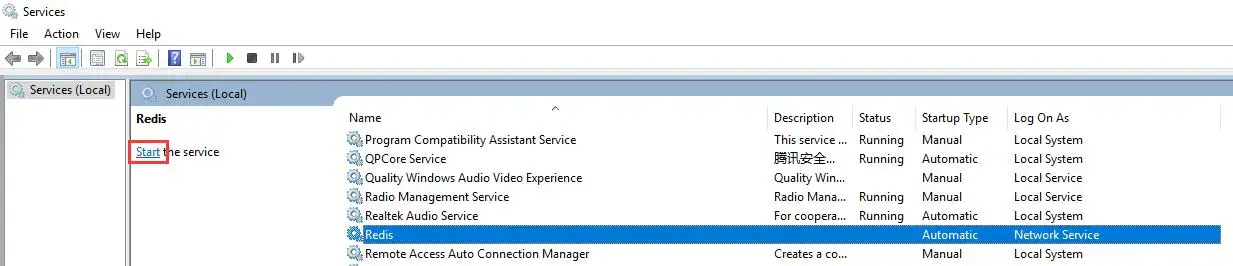 Services
File Action View Help
Services (Local)
Services (Local)
Redis
Start the service
Name Description Status Startup Type Log On As
Program Compatibility Assistant Service This service ... Running Manual Local System
QPCore Service 腾讯安全... Running Automatic Local System
Quality Windows Audio Video Experience Quality Win... Manual Local Service
Radio Management Service Radio Mana... Running Manual Local Service
Realtek Audio Service For coopera... Running Automatic Local System
Redis Automatic Network Service
Remote Access Auto Connection Manager Creates a co... Manual Local System